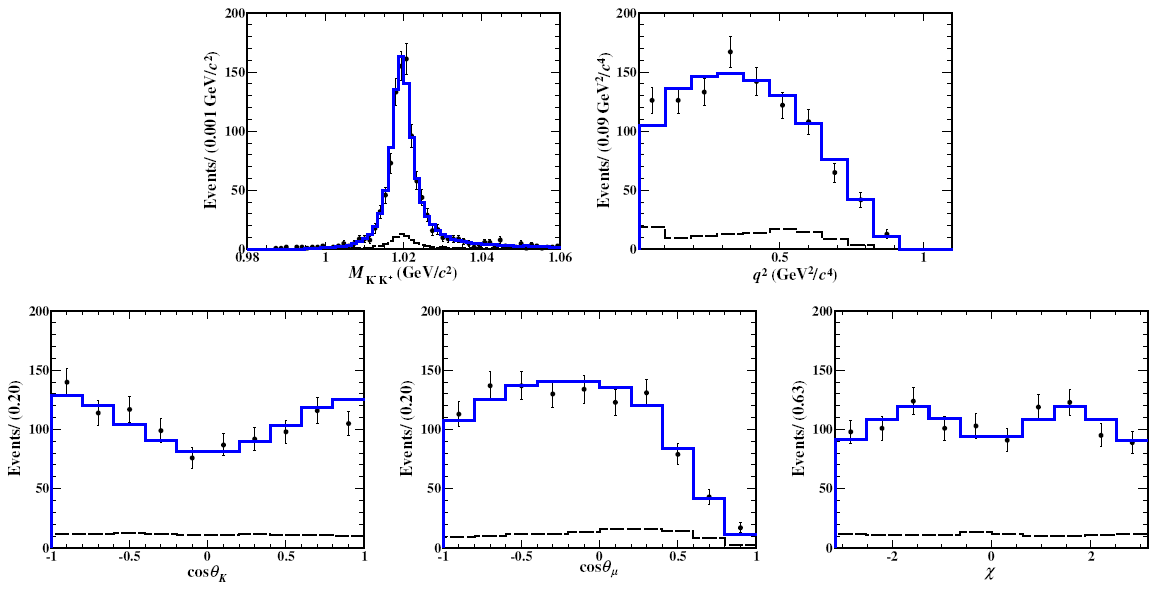 200
150
100
50
0
Events/ (0.001 GeV/c²)
0.98 1 1.02 1.04 1.06
M K⁻K⁺ (GeV/c²)
200
150
100
50
0
Events/ (0.09 GeV²/c⁴)
0.5 1
q² (GeV²/c⁴)
200
150
100
50
0
Events/ (0.20)
-1 -0.5 0 0.5 1
cosθK
200
150
100
50
0
Events/ (0.20)
-1 -0.5 0 0.5 1
cosθμ
200
150
100
50
0
Events/ (0.63)
-2 0 2
χ